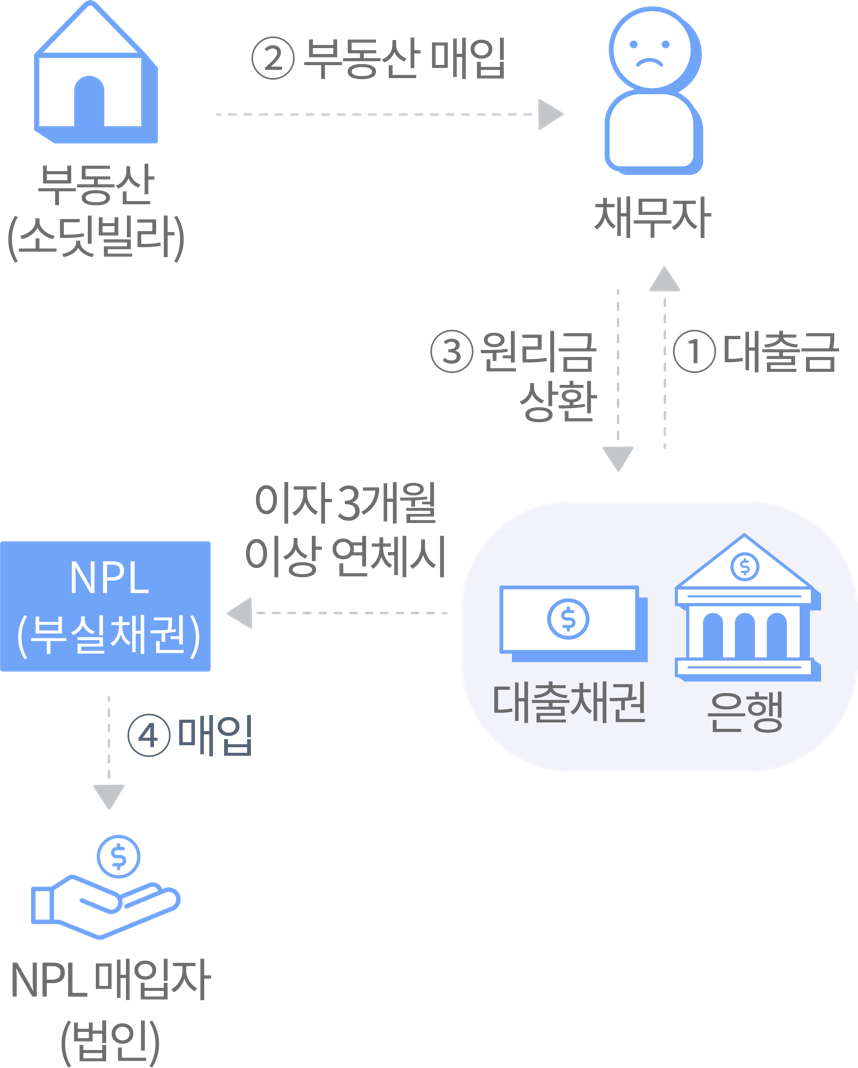 ② 부동산 매입
부동산
(소딧빌라)
채무자
③ 원리금
상환
① 대출금
이자 3개월
이상 연체시
NPL
(부실채권)
대출채권
은행
④ 매입
NPL 매입자
(법인)